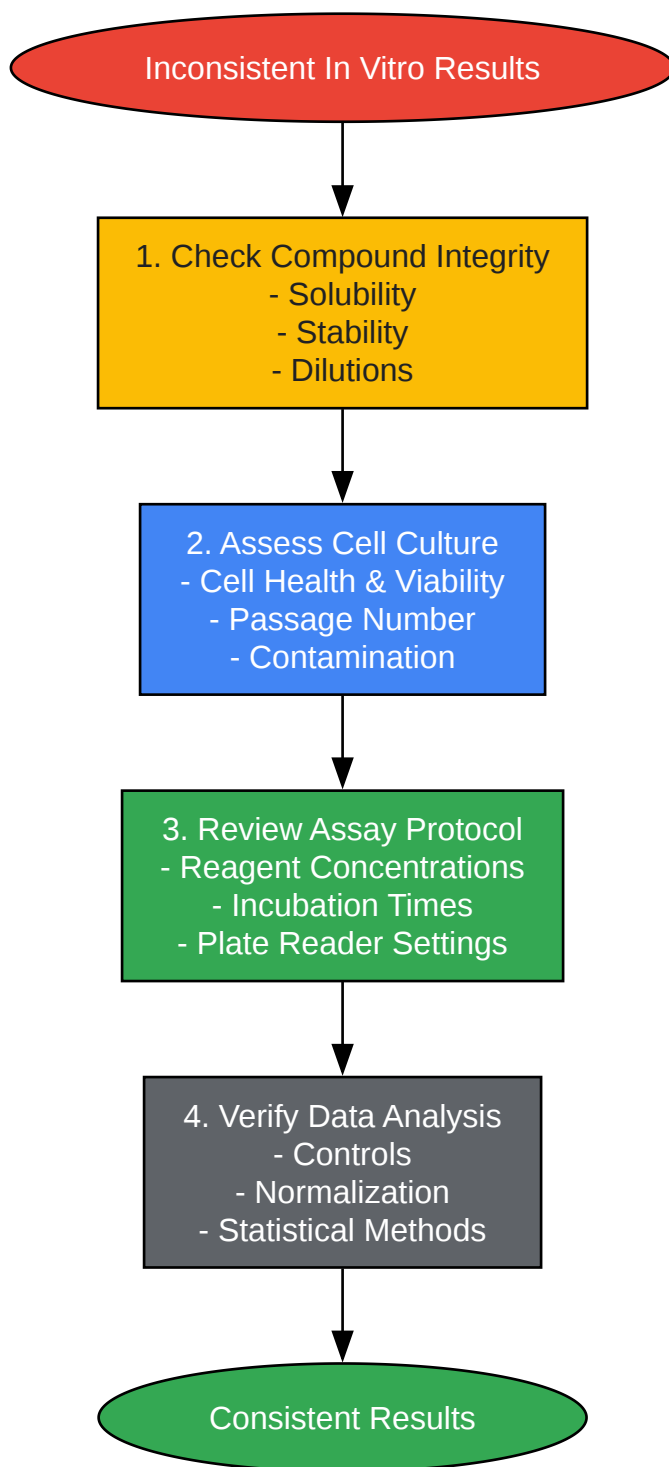 Inconsistent In Vitro Results
1. Check Compound Integrity
- Solubility
- Stability
- Dilutions
2. Assess Cell Culture
- Cell Health & Viability
- Passage Number
- Contamination
3. Review Assay Protocol
- Reagent Concentrations
- Incubation Times
- Plate Reader Settings
4. Verify Data Analysis
- Controls
- Normalization
- Statistical Methods
Consistent Results